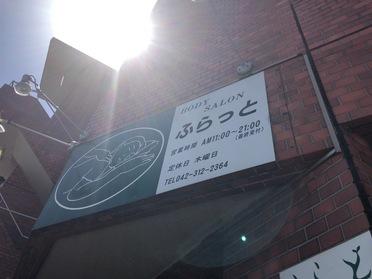 BODY SALON
ふらっと
営業時間 AM11:00〜21:00
(最終受付)
定休日 木曜日
TEL042-312-2364